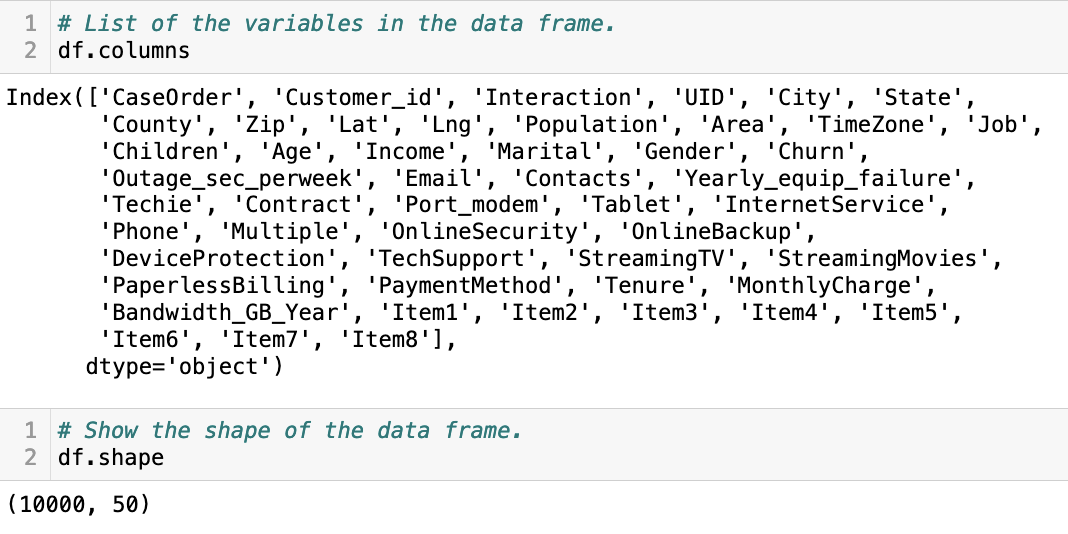 1 # List of the variables in the data frame.
2 df.columns
Index(['CaseOrder', 'Customer_id', 'Interaction', 'UID', 'City', 'State',
'County', 'Zip', 'Lat', 'Lng', 'Population', 'Area', 'TimeZone', 'Job',
'Children', 'Age', 'Income', 'Marital', 'Gender', 'Churn',
'Outage_sec_perweek', 'Email', 'Contacts', 'Yearly_equip_failure',
'Techie', 'Contract', 'Port_modem', 'Tablet', 'InternetService',
'Phone', 'Multiple', 'OnlineSecurity', 'OnlineBackup',
'DeviceProtection', 'TechSupport', 'StreamingTV', 'StreamingMovies',
'PaperlessBilling', 'PaymentMethod', 'Tenure', 'MonthlyCharge',
'Bandwidth_GB_Year', 'Item1', 'Item2', 'Item3', 'Item4', 'Item5',
'Item6', 'Item7', 'Item8'],
dtype='object')
1 # Show the shape of the data frame.
2 df.shape
(10000, 50)